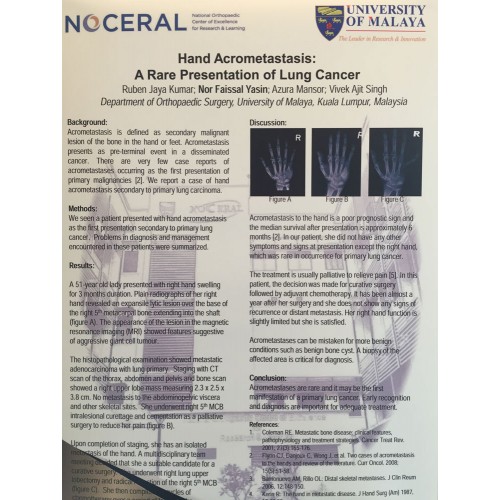 NOCERAL
National Orthopaedic
Center of Excellence
for Research & Learning
UNIVERSITY
OF MALAYA
The Leader in Research & Innovation
Hand Acrometastasis:
A Rare Presentation of Lung Cancer
Ruben Jaya Kumar; Nor Faissal Yasin; Azura Mansor; Vivek Ajit Singh
Department of Orthopaedic Surgery, University of Malaya, Kuala Lumpur, Malaysia
Background:
Acrometastasis is defined as secondary malignant
lesion of the bone in the hand or feet. Acrometastasis
presents as pre-terminal event in a disseminated
cancer. There are very few case reports of
acrometastases occurring as the first presentation of
primary malignancies [2]. We report a case of hand
acrometastasis secondary to primary lung carcinoma.
Methods:
We seen a patient presented with hand acrometastasis
as the first presentation secondary to primary lung
cancer. Problems in diagnosis and management
encountered in these patients were summarized.
Results:
A 51-year old lady presented with right hand swelling
for 3 months duration. Plain radiographs of her right
hand revealed an expansile lytic lesion over the base of
the right 5th metacarpal bone extending into the shaft
(figure A). The appearance of the lesion in the magnetic
resonance imaging (MRI) showed features suggestive
of aggressive giant cell tumour.
The histopathological examination showed metastatic
adenocarcinoma with lung primary. Staging with CT
scan of the thorax, abdomen and pelvis and bone scan
showed a right upper lobe mass measuring 2.3 x 2.5 x
3.8 cm. No metastasis to the abdominopelvic viscera
and other skeletal sites. She underwent right 5th MCB
intralesional curettage and cementation as a palliative
surgery to reduce her pain (figure B).
Upon completion of staging, she has an isolated
metastasis of the hand. A multidisciplinary team
meeting decided that she a suitable candidate for a
curative surgery. She underwent right lung upper
lobectomy and radical resection of the right 5th MCB
(figure C). She then completed cycles of
Discussion:
R
R
R
Figure A
Figure B
Figure C
Acrometastasis to the hand is a poor prognostic sign and
the median survival after presentation is approximately 6
months [2]. In our patient, she did not have any other
symptoms and signs at presentation except the right hand,
which was rare in occurrence for primary lung cancer.
The treatment is usually palliative to relieve pain [5]. In this
patient, the decision was made for curative surgery
followed by adjuvant chemotherapy. It has been almost a
year after her surgery and she does not show any signs of
recurrence or distant metastasis. Her right hand function is
slightly limited but she is satisfied.
Acrometastases can be mistaken for more benign
conditions such as benign bone cyst. A biopsy of the
affected area is critical for diagnosis.
Conclusion:
Acrometastases are rare and it may be the first
manifestation of a primary lung cancer. Early recognition
and diagnosis are important for adequate treatment.
References:
1. Coleman RE. Metastatic bone disease: clinical features,
pathophysiology and treatment strategies. Cancer Treat Rev.
2001; 27(3):165-176.
2. Flynn CJ, Danjoux C, Wong J, et al. Two cases of acrometastasis
to the hands and review of the literature. Curr Oncol. 2008;
15(5):51-58.
AM, Rillo OL. Distal skeletal metastases. J Clin Reum
2006; 12:148 150.
4. Kerin R. The hand in metastatic disease. J Hand Surg (Am) 1987.